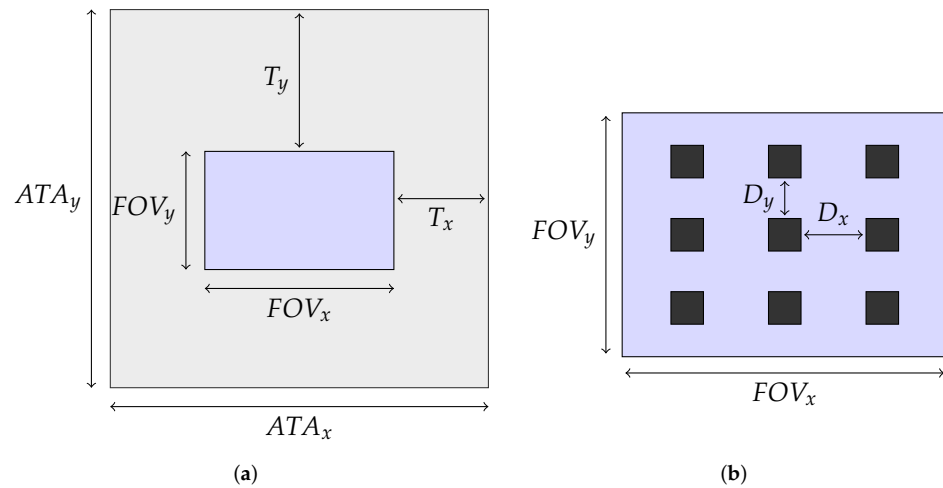 T_y
ATA_y
FOV_y
T_x
FOV_x
ATA_x
(a)
D_y
D_x
FOV_y
FOV_x
(b)